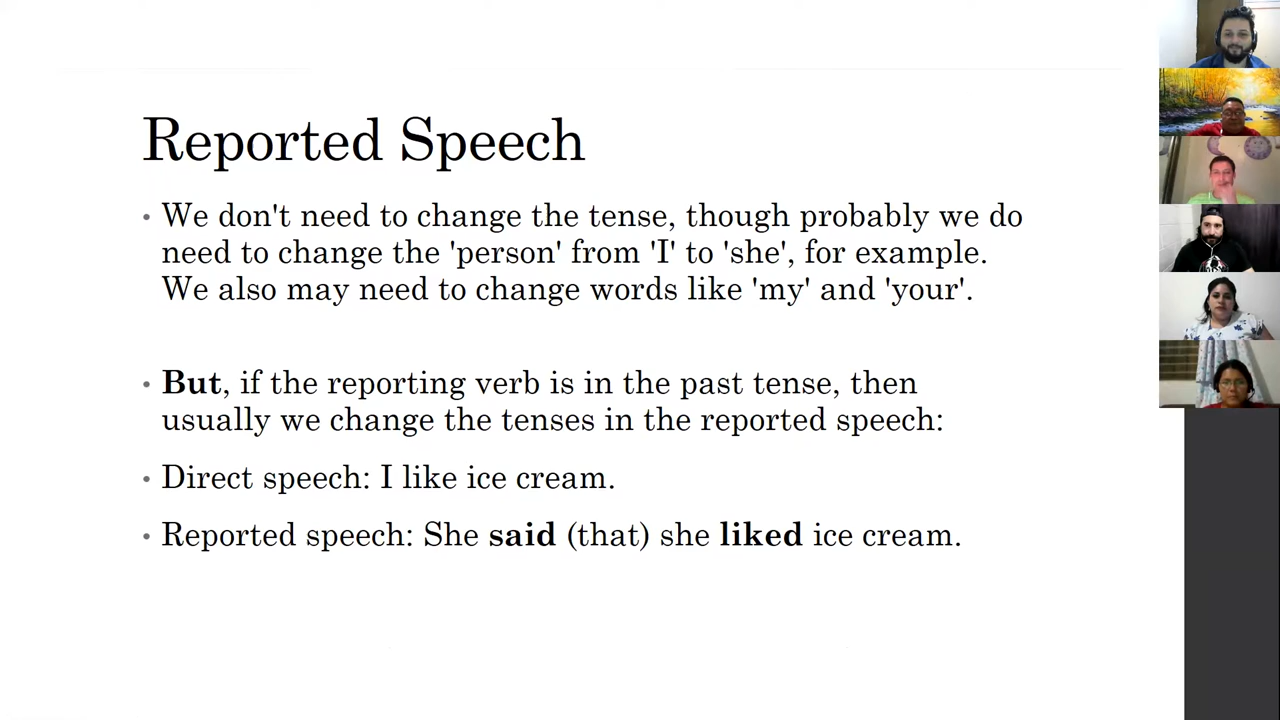 Reported Speech
• We don't need to change the tense, though probably we do
need to change the 'person' from 'I' to 'she', for example.
We also may need to change words like 'my' and 'your'.
• But, if the reporting verb is in the past tense, then
usually we change the tenses in the reported speech:
• Direct speech: I like ice cream.
• Reported speech: She said (that) she liked ice cream.